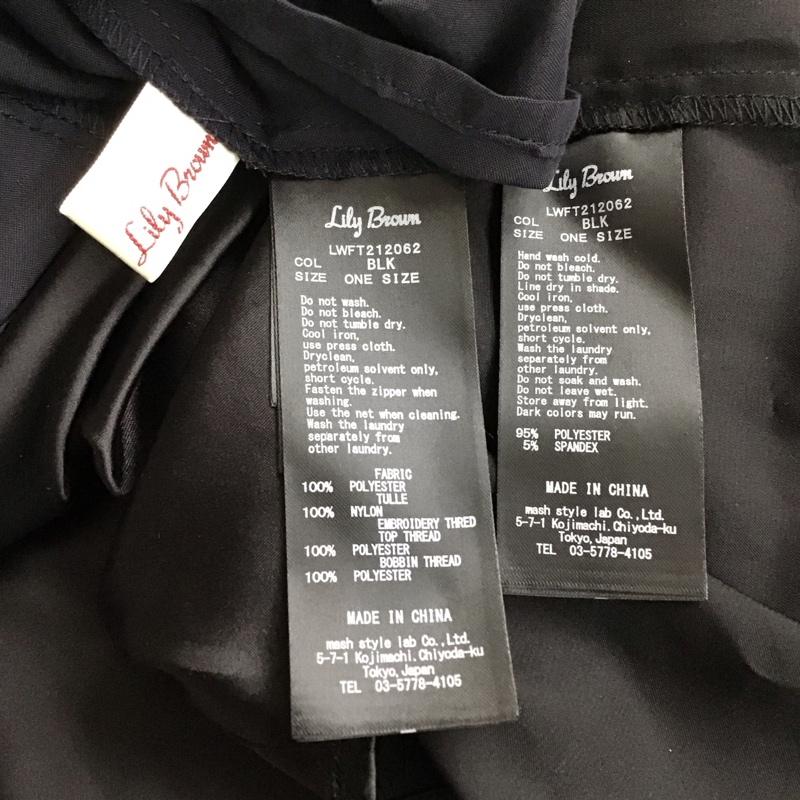 Lily Brown
Lily Brown
LWFT212062
COL BLK
SIZE ONE SIZE
Do not wash.
Do not bleach.
Do not tumble dry.
Cool iron,
use press cloth.
Dryclean,
petroleum solvent only,
short cycle.
Fasten the zipper when
washing.
Use the net when cleaning.
Wash the laundry
separately from
other laundry.
FABRIC
100% POLYESTER
TULLE
100% NYLON
EMBROIDERY THRED
TOP THREAD
100% POLYESTER
BOBBIN THREAD
100% POLYESTER
MADE IN CHINA
mash style lab Co.,Ltd.
5-7-1 Kojimachi.Chiyoda-ku
Tokyo,Japan
TEL 03-5778-4105
Lily Brown
LWFT212062
COL BLK
SIZE ONE SIZE
Hand wash cold.
Do not bleach.
Do not tumble dry.
Line dry in shade.
Cool iron,
use press cloth.
Dryclean,
petroleum solvent only,
short cycle.
Wash the laundry
separately from
other laundry.
Do not soak and wash.
Do not leave wet.
Store away from light.
Dark colors may run.
95% POLYESTER
5% SPANDEX
MADE IN CHINA
mash style lab Co.,Ltd.
5-7-1 Kojimachi.Chiyoda-ku
Tokyo,Japan
TEL 03-5778-4105